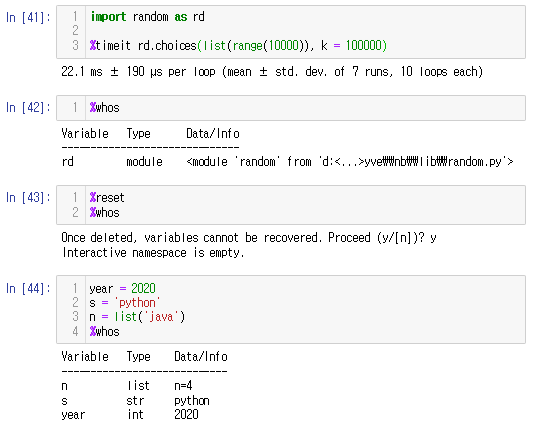 In [41]:
1 import random as rd
2
3 %timeit rd.choices(list(range(10000)), k = 100000)
22.1 ms ± 190 µs per loop (mean ± std. dev. of 7 runs, 10 loops each)
In [42]:
1 %whos
Variable   Type      Data/Info
------------------------------
rd         module    <module 'random' from 'd:<...>yve₩₩nb₩₩lib₩₩random.py'>
In [43]:
1 %reset
2 %whos
Once deleted, variables cannot be recovered. Proceed (y/[n])? y
Interactive namespace is empty.
In [44]:
1 year = 2020
2 s = 'python'
3 n = list('java')
4 %whos
Variable   Type    Data/Info
----------------------------
n          list    n=4
s          str     python
year       int     2020